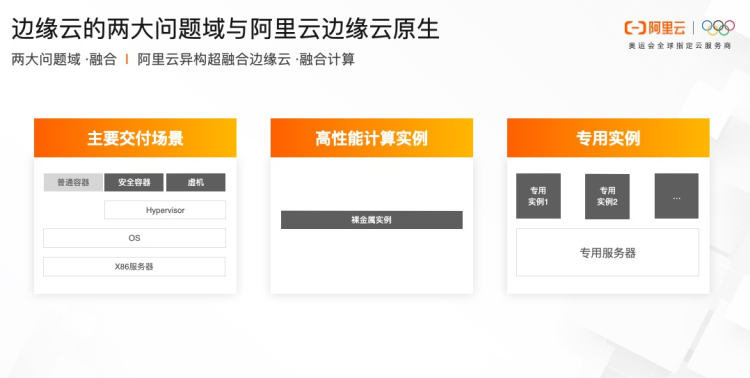 边缘云的两大问题域与阿里云边缘云原生
两大问题域 ·融合 | 阿里云异构超融合边缘云 ·融合计算
阿里云
奥运会全球指定云服务商
主要交付场景
普通容器 安全容器 虚机
Hypervisor
OS
X86服务器
高性能计算实例
裸金属实例
专用实例
专用
实例1
专用
实例2
...
专用服务器